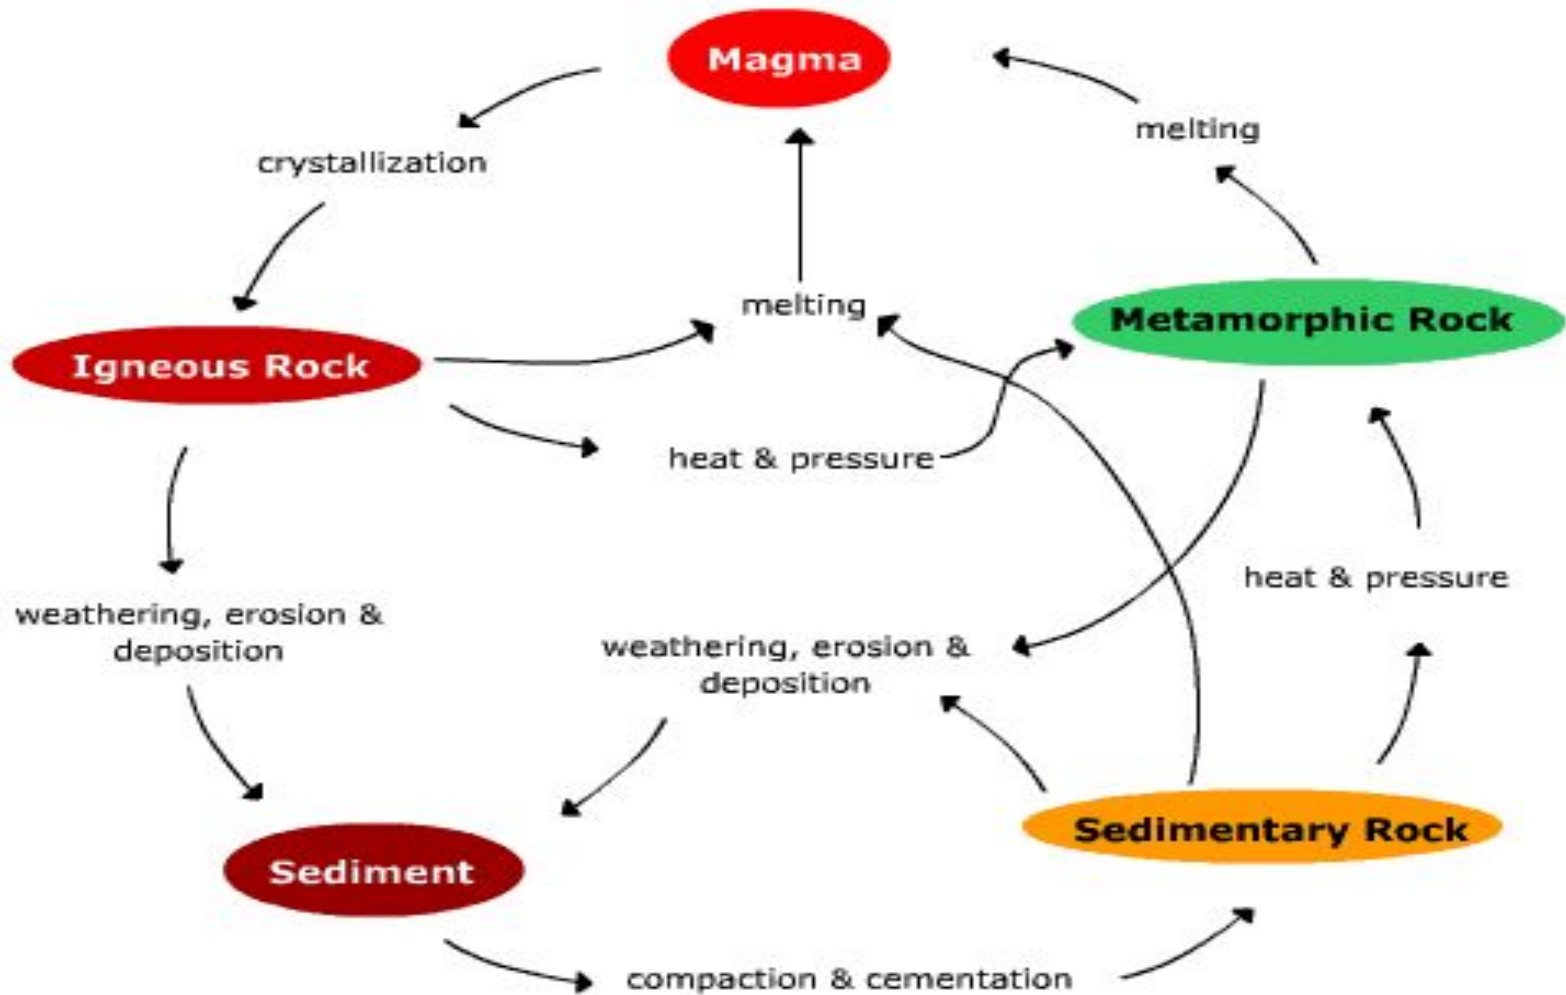 Magma
melting
crystallization
melting
Metamorphic Rock
Igneous Rock
heat & pressure
heat & pressure
weathering, erosion &
deposition
weathering, erosion &
deposition
Sedimentary Rock
Sediment
compaction & cementation